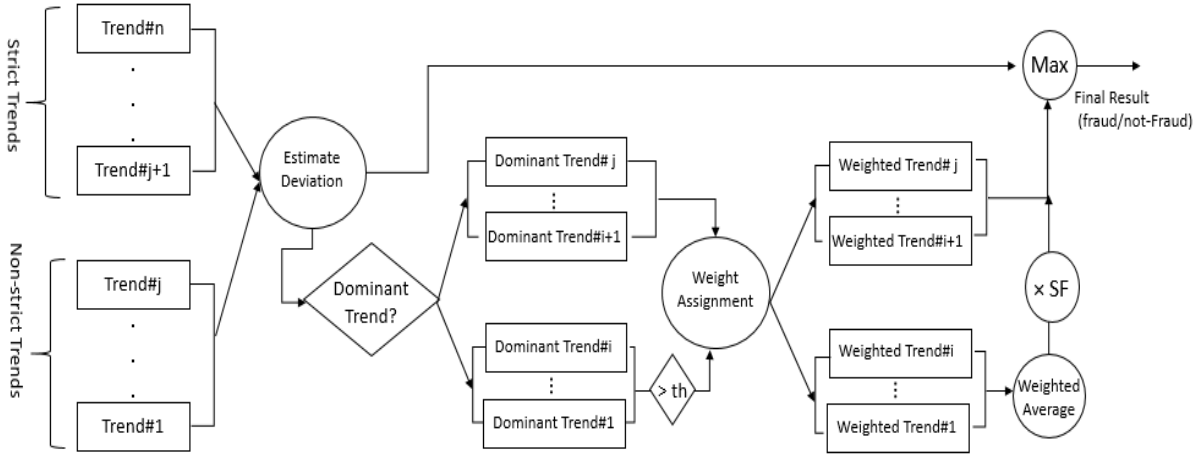 Strict Trends
Trend#n
Trend#j+1
Non-strict Trends
Trend#j
Trend#1
Estimate
Deviation
Dominant
Trend?
Dominant Trend# j
Dominant Trend#i+1
Dominant Trend#i
Dominant Trend#1
> th
Weight
Assignment
Weighted Trend# j
Weighted Trend#i+1
Weighted Trend#i
Weighted Trend#1
Weighted
Average
× SF
Max
Final Result
(fraud/not-Fraud)